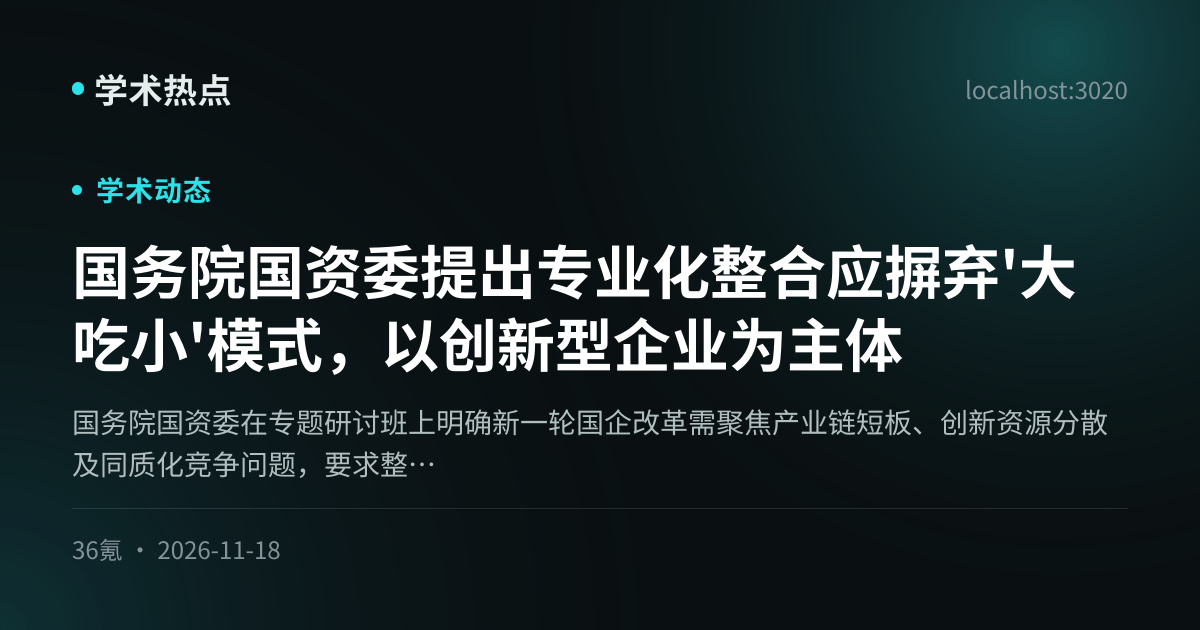 学术热点
localhost:3020
学术动态
国务院国资委提出专业化整合应摒弃'大
吃小'模式，以创新型企业为主体
国务院国资委在专题研讨班上明确新一轮国企改革需聚焦产业链短板、创新资源分散
及同质化竞争问题，要求整…
36氪 · 2026-11-18